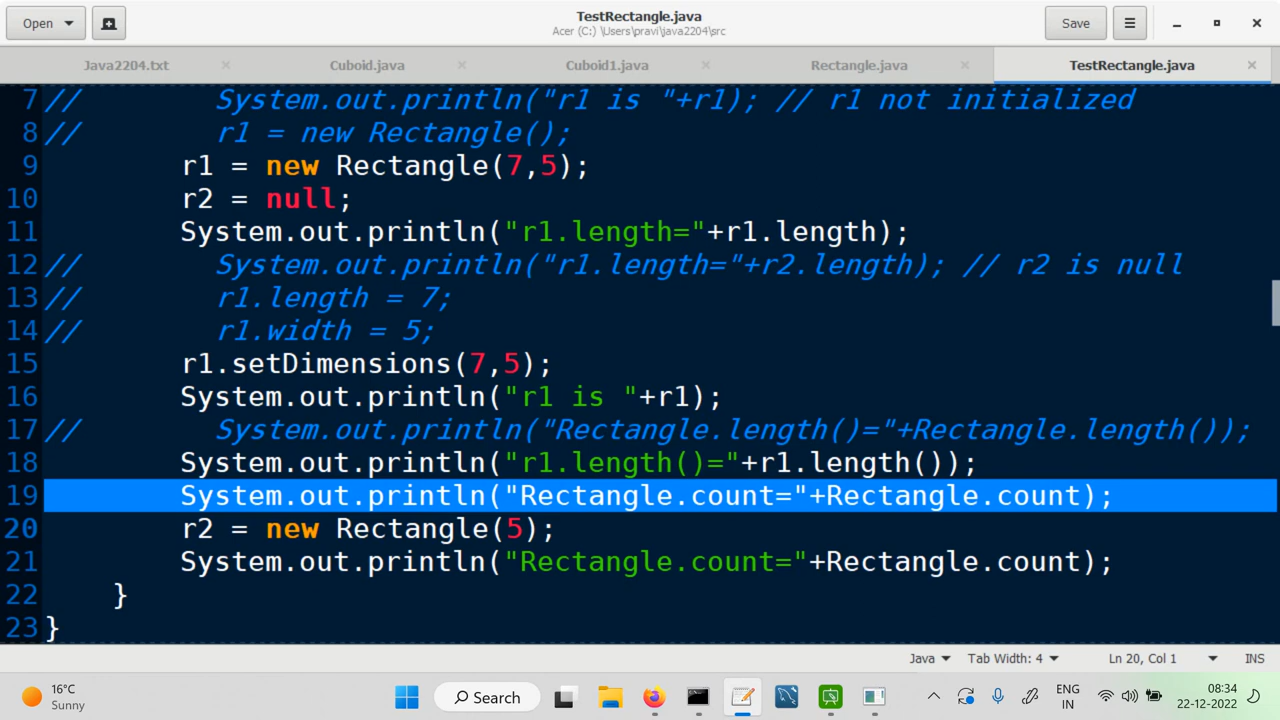 Open
TestRectangle.java
Acer (C:) \Users\pravi\java2204\src
Save
Java2204.txt
Cuboid.java
Cuboid1.java
Rectangle.java
TestRectangle.java
7 //        System.out.println("r1 is "+r1); // r1 not initialized
8 //        r1 = new Rectangle();
9         r1 = new Rectangle(7,5);
10         r2 = null;
11         System.out.println("r1.length="+r1.length);
12 //        System.out.println("r1.length="+r2.length); // r2 is null
13 //        r1.length = 7;
14 //        r1.width = 5;
15         r1.setDimensions(7,5);
16         System.out.println("r1 is "+r1);
17 //        System.out.println("Rectangle.length()="+Rectangle.length());
18         System.out.println("r1.length()="+r1.length());
19         System.out.println("Rectangle.count="+Rectangle.count);
20         r2 = new Rectangle(5);
21         System.out.println("Rectangle.count="+Rectangle.count);
22     }
23 }
Java
Tab Width: 4
Ln 20, Col 1
INS
16°C
Sunny
Search
ENG
IN
08:34
22-12-2022